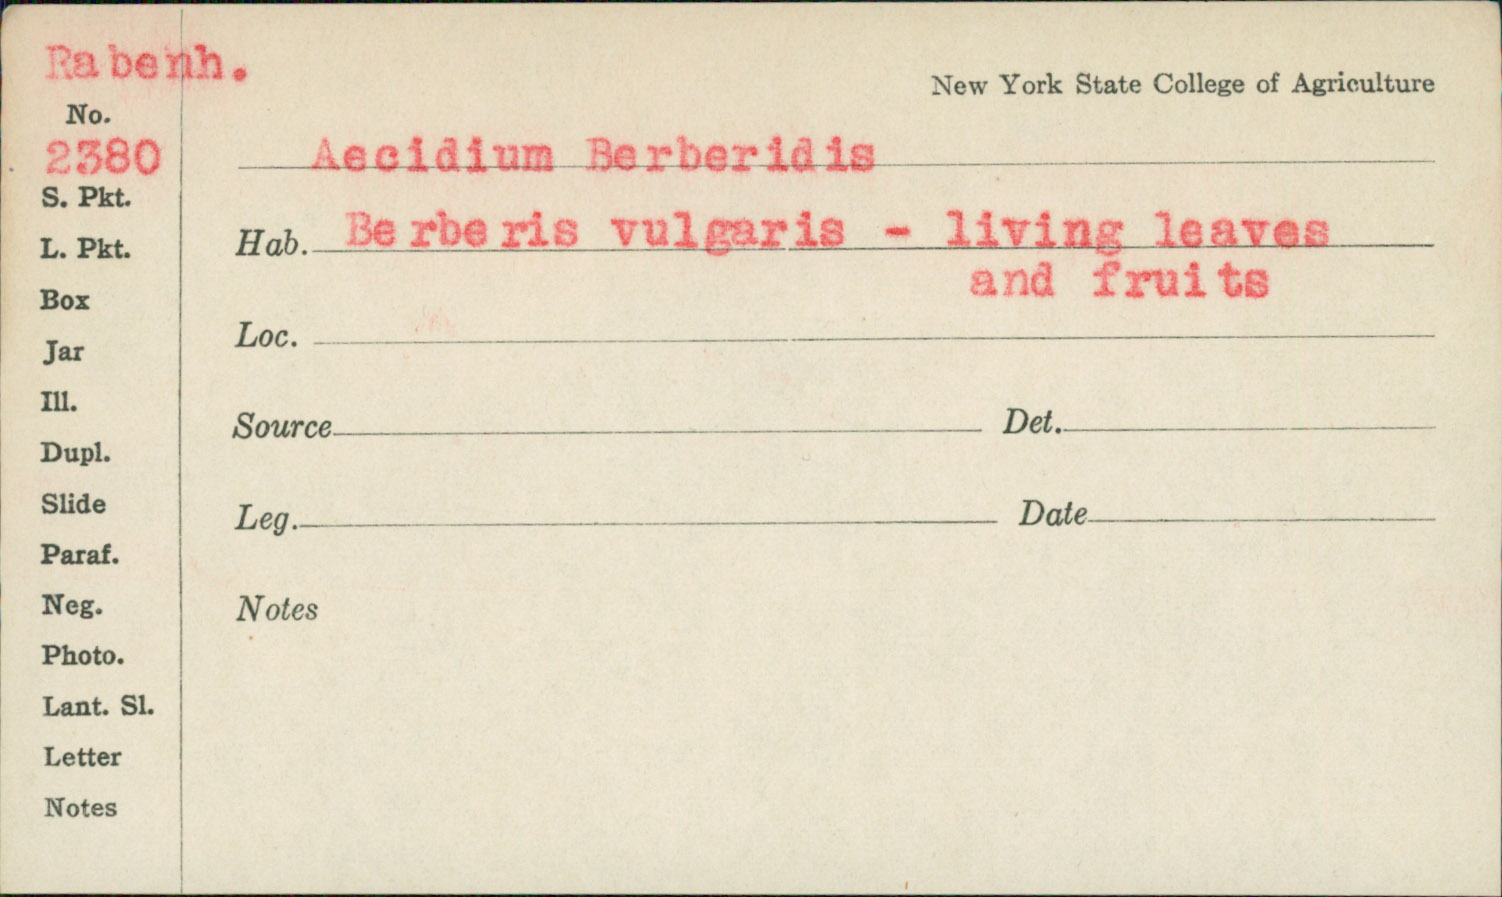 Rabenh.
New York State College of Agriculture
No.
2380
Aecidium Berberidis
S. Pkt.
Hab. Berberis vulgaris - living leaves
and fruits
L. Pkt.
Box
Loc.
Jar
Ill.
Source Det.
Dupl.
Slide
Leg. Date
Paraf.
Neg.
Notes
Photo.
Lant. Sl.
Letter
Notes